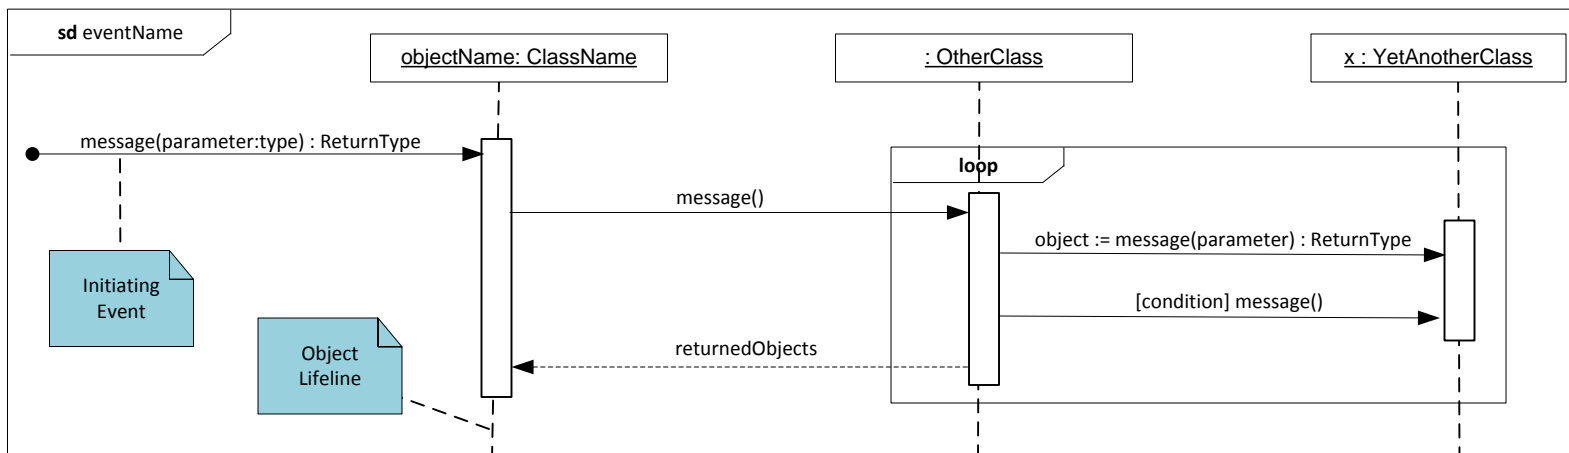 sd eventName
objectName: ClassName
: OtherClass
x : YetAnotherClass
message(parameter:type) : ReturnType
loop
message()
object := message(parameter) : ReturnType
Initiating
Event
[condition] message()
returnedObjects
Object
Lifeline